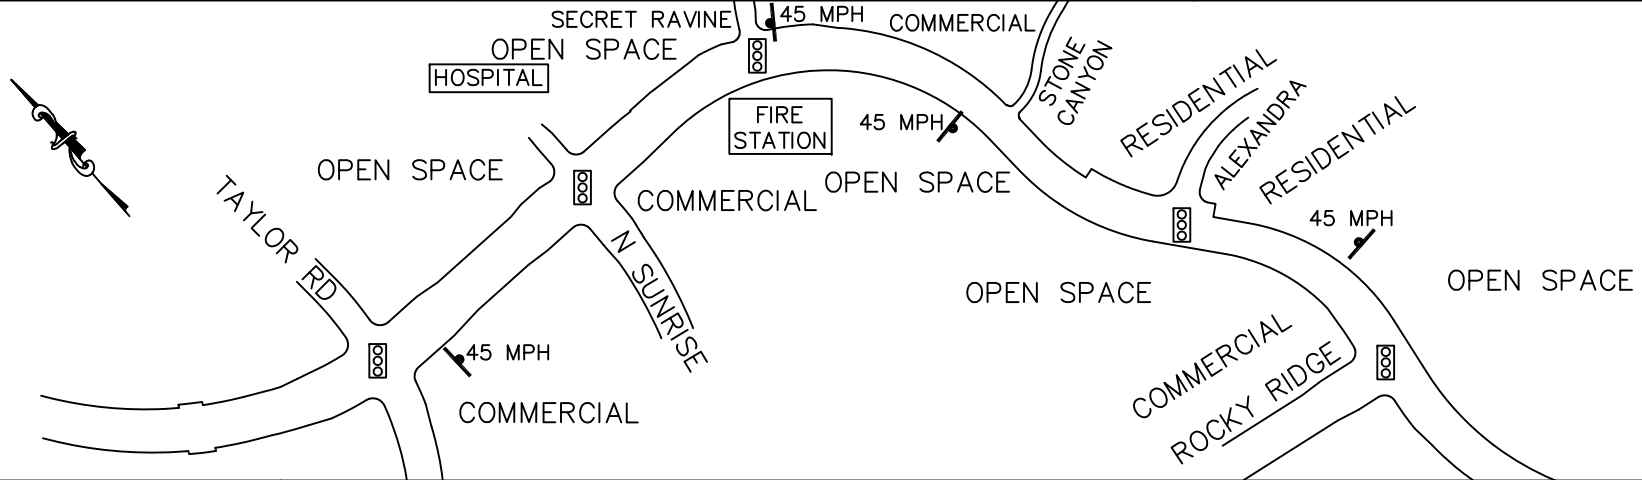 SECRET RAVINE
45 MPH
COMMERCIAL
OPEN SPACE
HOSPITAL
STONE
CANYON
RESIDENTIAL
ALEXANDRA
RESIDENTIAL
FIRE
STATION
45 MPH
OPEN SPACE
OPEN SPACE
COMMERCIAL
TAYLOR RD
N SUNRISE
45 MPH
OPEN SPACE
OPEN SPACE
45 MPH
COMMERCIAL
COMMERCIAL
ROCKY RIDGE